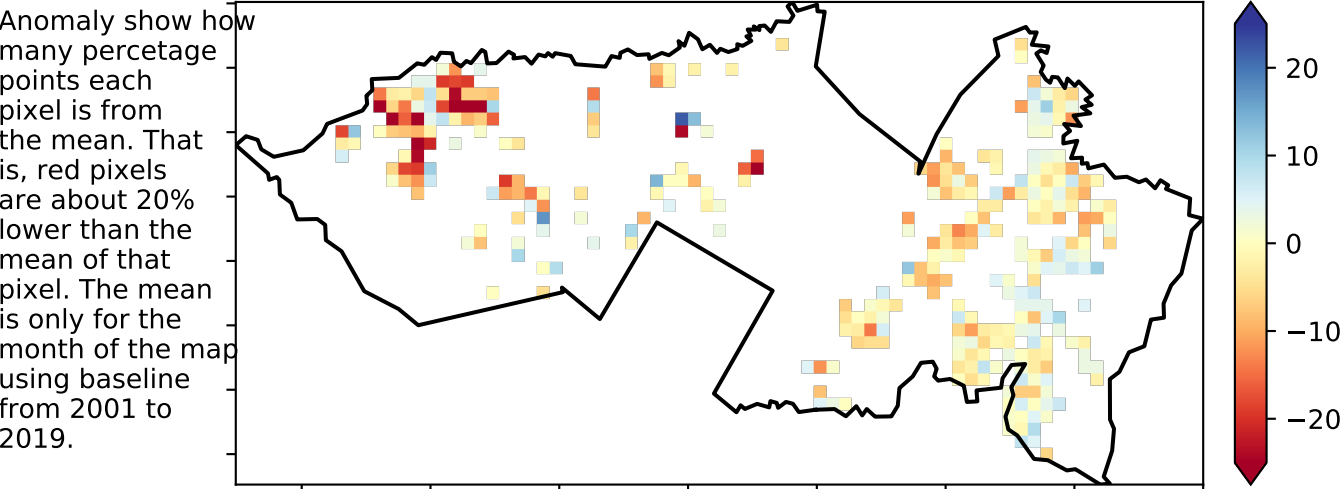 Anomaly show how
many percetage
points each
pixel is from
the mean. That
is, red pixels
are about 20%
lower than the
mean of that
pixel. The mean
is only for the
month of the map
using baseline
from 2001 to
2019.
20
10
0
−10
−20